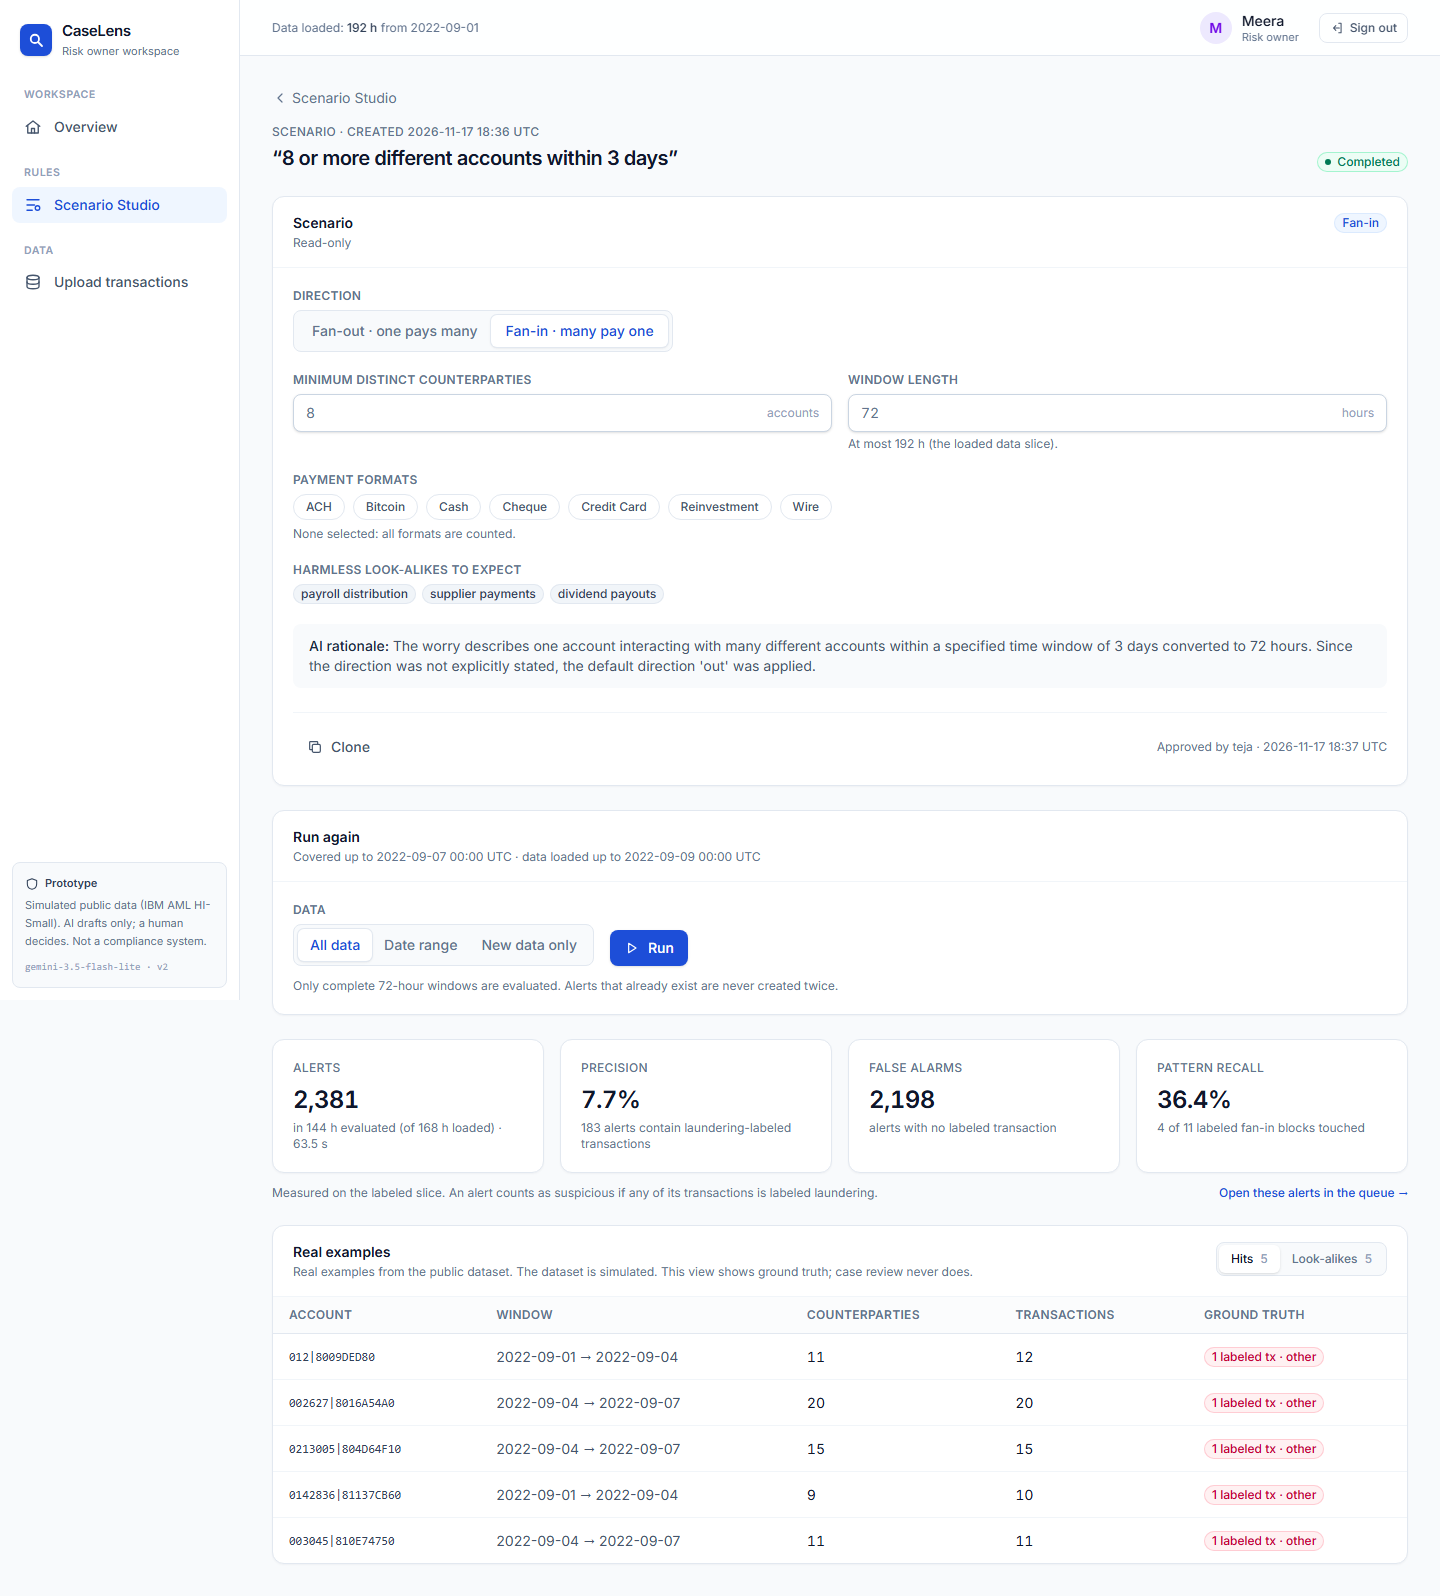 CaseLens
Risk owner workspace
WORKSPACE
Overview
RULES
Scenario Studio
DATA
Upload transactions
Prototype
Simulated public data (IBM AML HI-
Small). AI drafts only; a human
decides. Not a compliance system.
gemini-3.5-flash-lite · v2
Data loaded: 192 h from 2022-09-01
M
Meera
Risk owner
Sign out
Scenario Studio
SCENARIO · CREATED 2026-11-17 18:36 UTC
“8 or more different accounts within 3 days”
Completed
Scenario
Read-only
Fan-in
DIRECTION
Fan-out · one pays many
Fan-in · many pay one
MINIMUM DISTINCT COUNTERPARTIES
8 accounts
WINDOW LENGTH
72 hours
At most 192 h (the loaded data slice).
PAYMENT FORMATS
ACH Bitcoin Cash Cheque Credit Card Reinvestment Wire
None selected: all formats are counted.
HARMLESS LOOK-ALIKES TO EXPECT
payroll distribution supplier payments dividend payouts
AI rationale: The worry describes one account interacting with many different accounts within a specified time window of 3 days converted to 72 hours. Since
the direction was not explicitly stated, the default direction 'out' was applied.
Clone
Approved by teja · 2026-11-17 18:37 UTC
Run again
Covered up to 2022-09-07 00:00 UTC · data loaded up to 2022-09-09 00:00 UTC
DATA
All data Date range New data only
Run
Only complete 72-hour windows are evaluated. Alerts that already exist are never created twice.
ALERTS
2,381
in 144 h evaluated (of 168 h loaded) ·
63.5 s
PRECISION
7.7%
183 alerts contain laundering-labeled
transactions
FALSE ALARMS
2,198
alerts with no labeled transaction
PATTERN RECALL
36.4%
4 of 11 labeled fan-in blocks touched
Measured on the labeled slice. An alert counts as suspicious if any of its transactions is labeled laundering.
Open these alerts in the queue →
Real examples
Real examples from the public dataset. The dataset is simulated. This view shows ground truth; case review never does.
Hits 5 Look-alikes 5
ACCOUNT WINDOW COUNTERPARTIES TRANSACTIONS GROUND TRUTH
012|8009DED80 2022-09-01 → 2022-09-04 11 12 1 labeled tx · other
002627|8016A54A0 2022-09-04 → 2022-09-07 20 20 1 labeled tx · other
0213005|804D64F10 2022-09-04 → 2022-09-07 15 15 1 labeled tx · other
0142836|81137CB60 2022-09-01 → 2022-09-04 9 10 1 labeled tx · other
003045|810E74750 2022-09-04 → 2022-09-07 11 11 1 labeled tx · other